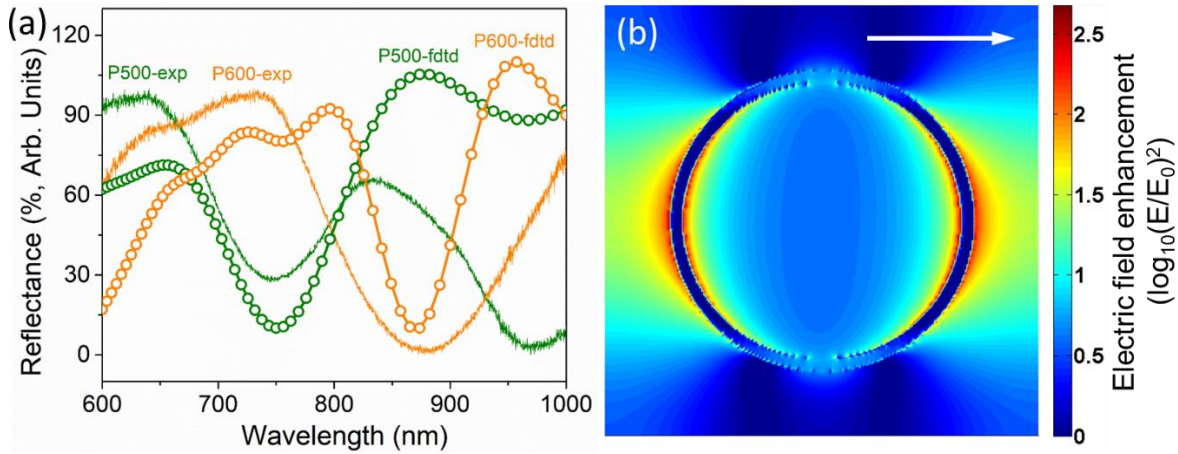 (a)
120
90
60
30
0
Reflectance (%, Arb. Units)
P500-exp
P600-exp
P500-fdtd
P600-fdtd
600
700
800
900
1000
Wavelength (nm)
(b)
2.5
2
1.5
1
0.5
0
Electric field enhancement
(log₁₀(E/E₀)²)